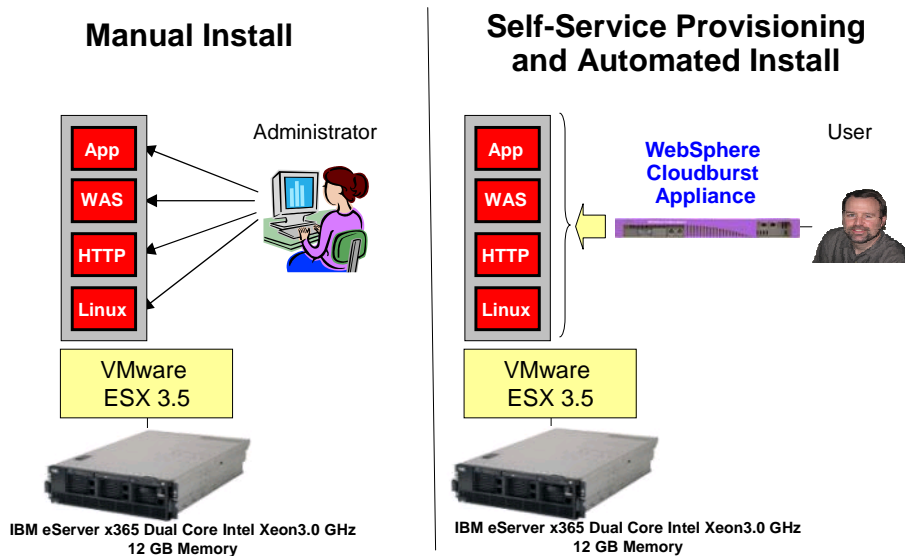 Manual Install
Administrator
App
WAS
HTTP
Linux
VMware
ESX 3.5
IBM eServer x365 Dual Core Intel Xeon3.0 GHz
12 GB Memory
Self-Service Provisioning
and Automated Install
App
WAS
HTTP
Linux
WebSphere
Cloudburst
Appliance
User
VMware
ESX 3.5
IBM eServer x365 Dual Core Intel Xeon3.0 GHz
12 GB Memory